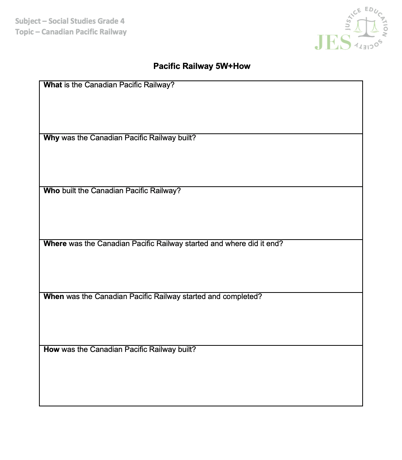 Subject – Social Studies Grade 4
Topic – Canadian Pacific Railway
JUSTICE EDUCATION SOCIETY
JES
Pacific Railway 5W+How
What is the Canadian Pacific Railway?
Why was the Canadian Pacific Railway built?
Who built the Canadian Pacific Railway?
Where was the Canadian Pacific Railway started and where did it end?
When was the Canadian Pacific Railway started and completed?
How was the Canadian Pacific Railway built?